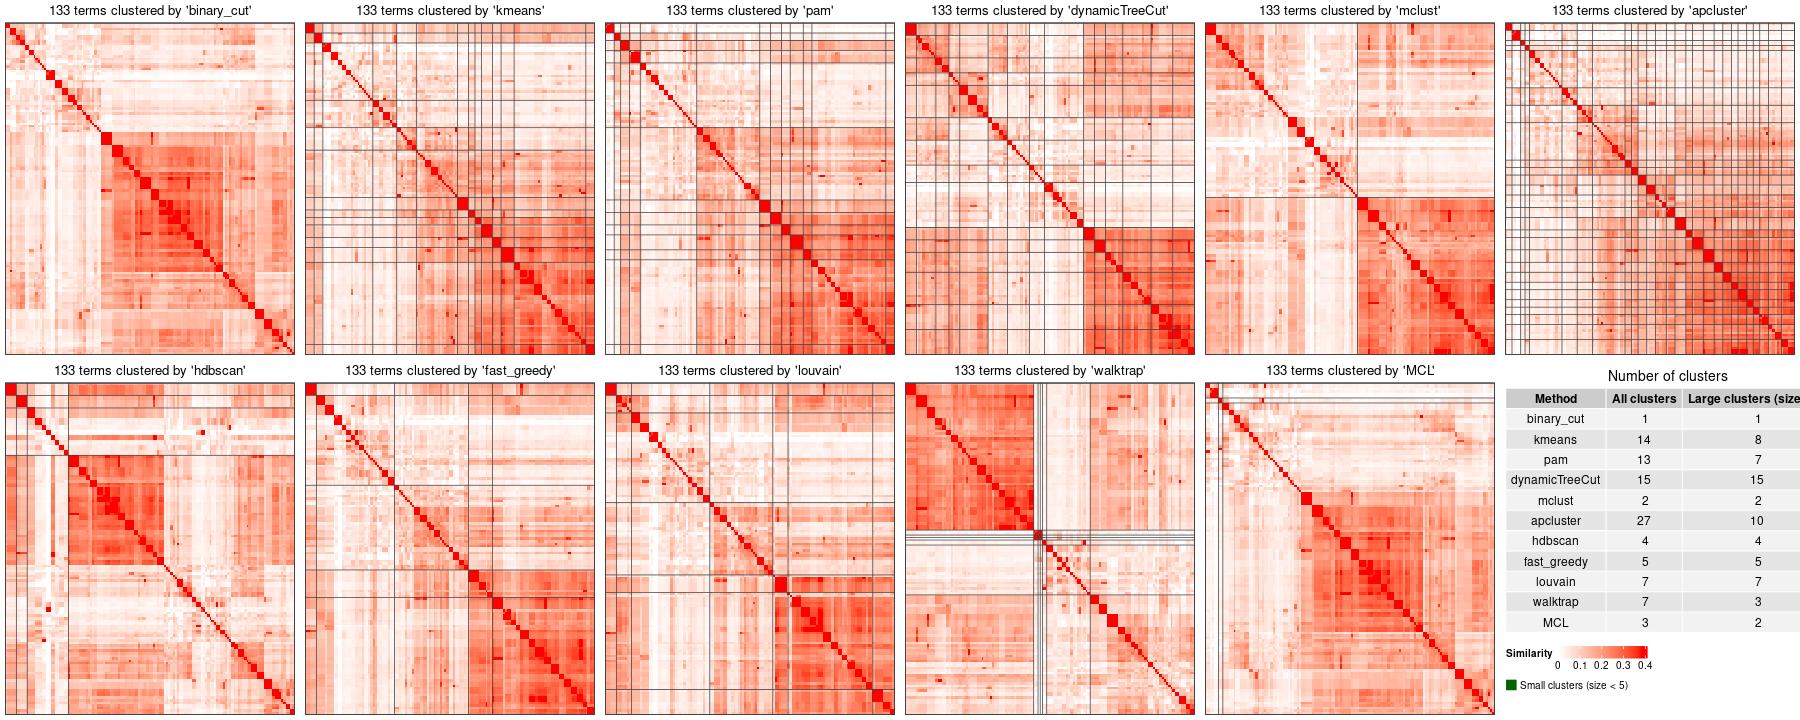 133 terms clustered by 'binary_cut'
133 terms clustered by 'kmeans'
133 terms clustered by 'pam'
133 terms clustered by 'dynamicTreeCut'
133 terms clustered by 'mclust'
133 terms clustered by 'apcluster'
133 terms clustered by 'hdbscan'
133 terms clustered by 'fast_greedy'
133 terms clustered by 'louvain'
133 terms clustered by 'walktrap'
133 terms clustered by 'MCL'
Number of clusters
Method All clusters Large clusters (size
binary_cut 1 1
kmeans 14 8
pam 13 7
dynamicTreeCut 15 15
mclust 2 2
apcluster 27 10
hdbscan 4 4
fast_greedy 5 5
louvain 7 7
walktrap 7 3
MCL 3 2
Similarity
0 0.1 0.2 0.3 0.4
Small clusters (size < 5)